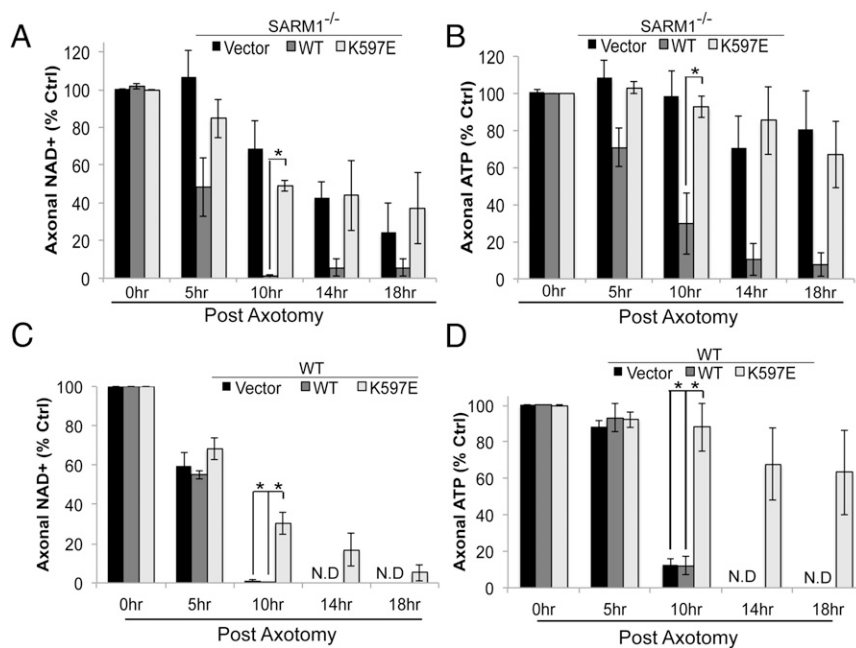 A
SARM1-/-
Vector WT K597E
Axonal NAD+ (% Ctrl)
120
100
80
60
40
20
0
*
0hr 5hr 10hr 14hr 18hr
Post Axotomy
B
SARM1-/-
Vector WT K597E
Axonal ATP (% Ctrl)
120
100
80
60
40
20
0
*
0hr 5hr 10hr 14hr 18hr
Post Axotomy
C
WT
Vector WT K597E
Axonal NAD+ (% Ctrl)
100
80
60
40
20
0
* *
N.D N.D
0hr 5hr 10hr 14hr 18hr
Post Axotomy
D
WT
Vector WT K597E
Axonal ATP (% Ctrl)
100
80
60
40
20
0
* *
N.D N.D
0hr 5hr 10hr 14hr 18hr
Post Axotomy